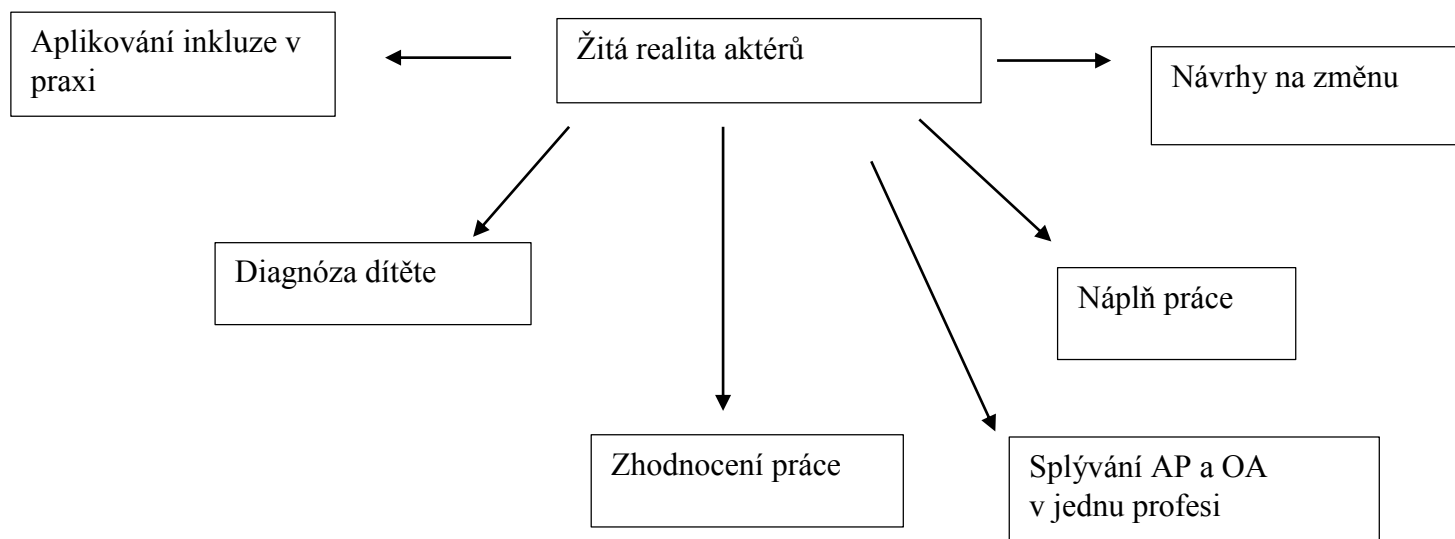 Aplikování inkluze v
praxi
Žitá realita aktérů
Návrhy na změnu
Diagnóza dítěte
Náplň práce
Zhodnocení práce
Splývání AP a OA
v jednu profesi